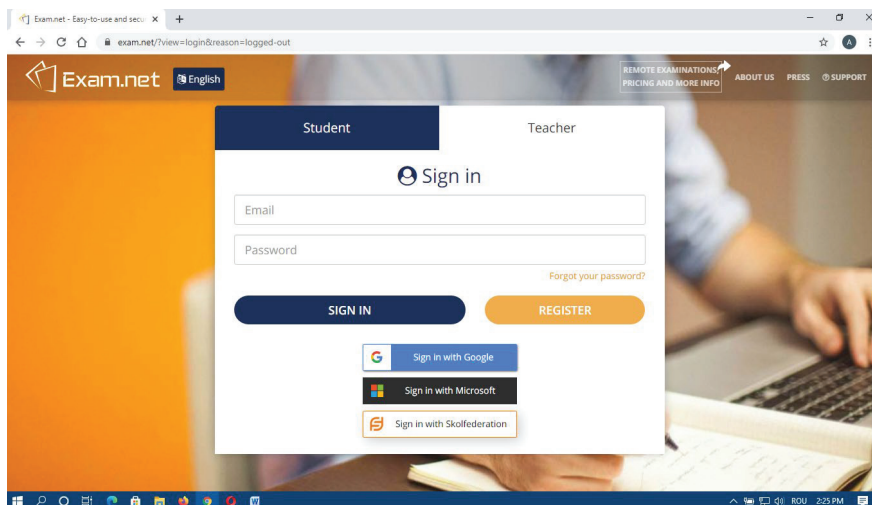 Exam.net - Easy-to-use and secu
exam.net/?view=login&reason=logged-out
A
Exam.net
English
REMOTE EXAMINATIONS,
PRICING AND MORE INFO
ABOUT US PRESS SUPPORT
Student Teacher
Sign in
Email
Password
Forgot your password?
SIGN IN REGISTER
Sign in with Google
Sign in with Microsoft
Sign in with Skolfederation
ROU 2:25 PM